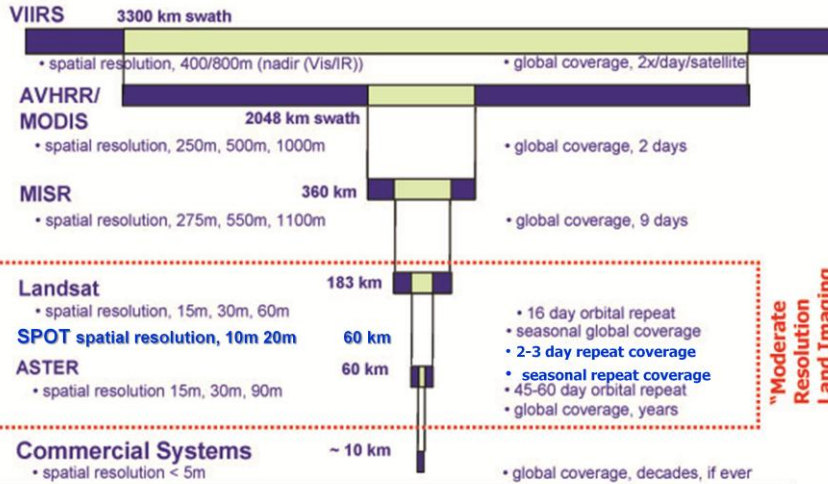 VIIRS 3300 km swath
• spatial resolution, 400/800m (nadir (Vis/IR)) • global coverage, 2x/day/satellite
AVHRR/
MODIS 2048 km swath
• spatial resolution, 250m, 500m, 1000m • global coverage, 2 days
MISR 360 km
• spatial resolution, 275m, 550m, 1100m • global coverage, 9 days
Landsat 183 km
• spatial resolution, 15m, 30m, 60m • 16 day orbital repeat
• seasonal global coverage
SPOT spatial resolution, 10m 20m 60 km • 2-3 day repeat coverage
ASTER 60 km • seasonal repeat coverage
• spatial resolution 15m, 30m, 90m • 45-60 day orbital repeat
• global coverage, years
Commercial Systems ~ 10 km
• spatial resolution < 5m • global coverage, decades, if ever
"Moderate
Resolution
Land Imaging